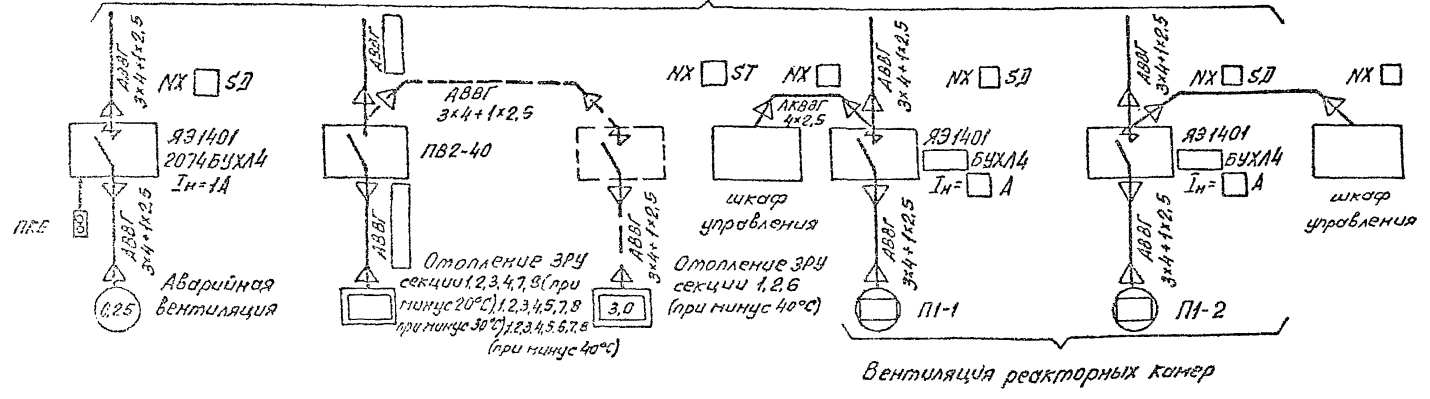 АВВГ
3×4+1×2,5
NX SД
ЯЭ1401
2074БУХЛ4
Iн=1А
ПКЕ
АВВГ
3×4+1×2,5
0,25
Аварийная
вентиляция
АВВГ
АВВГ
3×4+1×2,5
ПВ2-40
АВВГ
Отопление ЗРУ
секции 1,2,3,4,7,8(при
минус 20°С),1,2,3,4,5,7,8
(при минус 30°С),1,2,3,4,5,6,7,8
(при минус 40°С)
АВВГ
3×4+1×2,5
3,0
Отопление ЗРУ
секции 1,2,6
(при минус 40°С)
NX ST
NX
АКВВГ
4×2,5
шкаф
управления
АВВГ
3×4+1×2,5
NX SД
ЯЭ1401
БУХЛ4
Iн= А
АВВГ
3×4+1×2,5
П1-1
АВВГ
3×4+1×2,5
NX SД
ЯЭ1401
БУХЛ4
Iн= А
АВВГ
3×4+1×2,5
П1-2
NX
шкаф
управления
Вентиляция реакторных камер